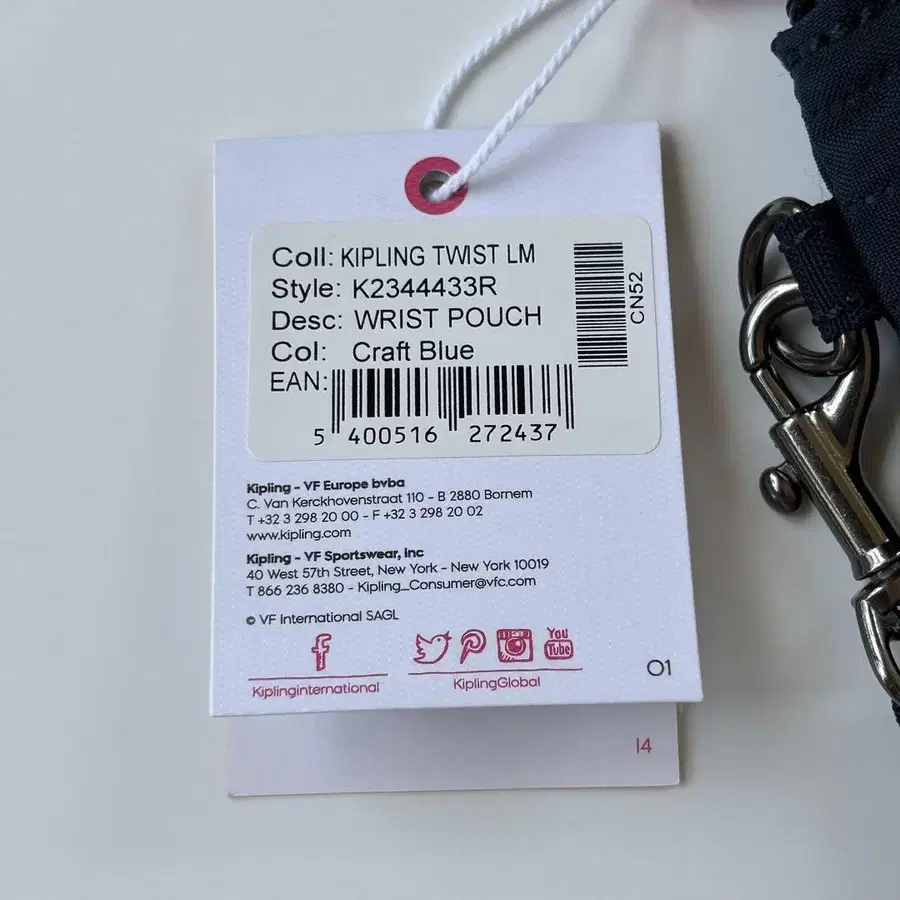 Coll: KIPLING TWIST LM
Style: K2344433R
Desc: WRIST POUCH
Col: Craft Blue
EAN:
5 400516 272437
CN52
Kipling - VF Europe bvba
C. Van Kerckhovenstraat 110 - B 2880 Bornem
T +32 3 298 20 00 - F +32 3 298 20 02
www.kipling.com
Kipling - VF Sportswear, Inc
40 West 57th Street, New York - New York 10019
T 866 236 8380 - Kipling_Consumer@vfc.com
© VF International SAGL
You
Tube
Kiplinginternational
KiplingGlobal
01
14